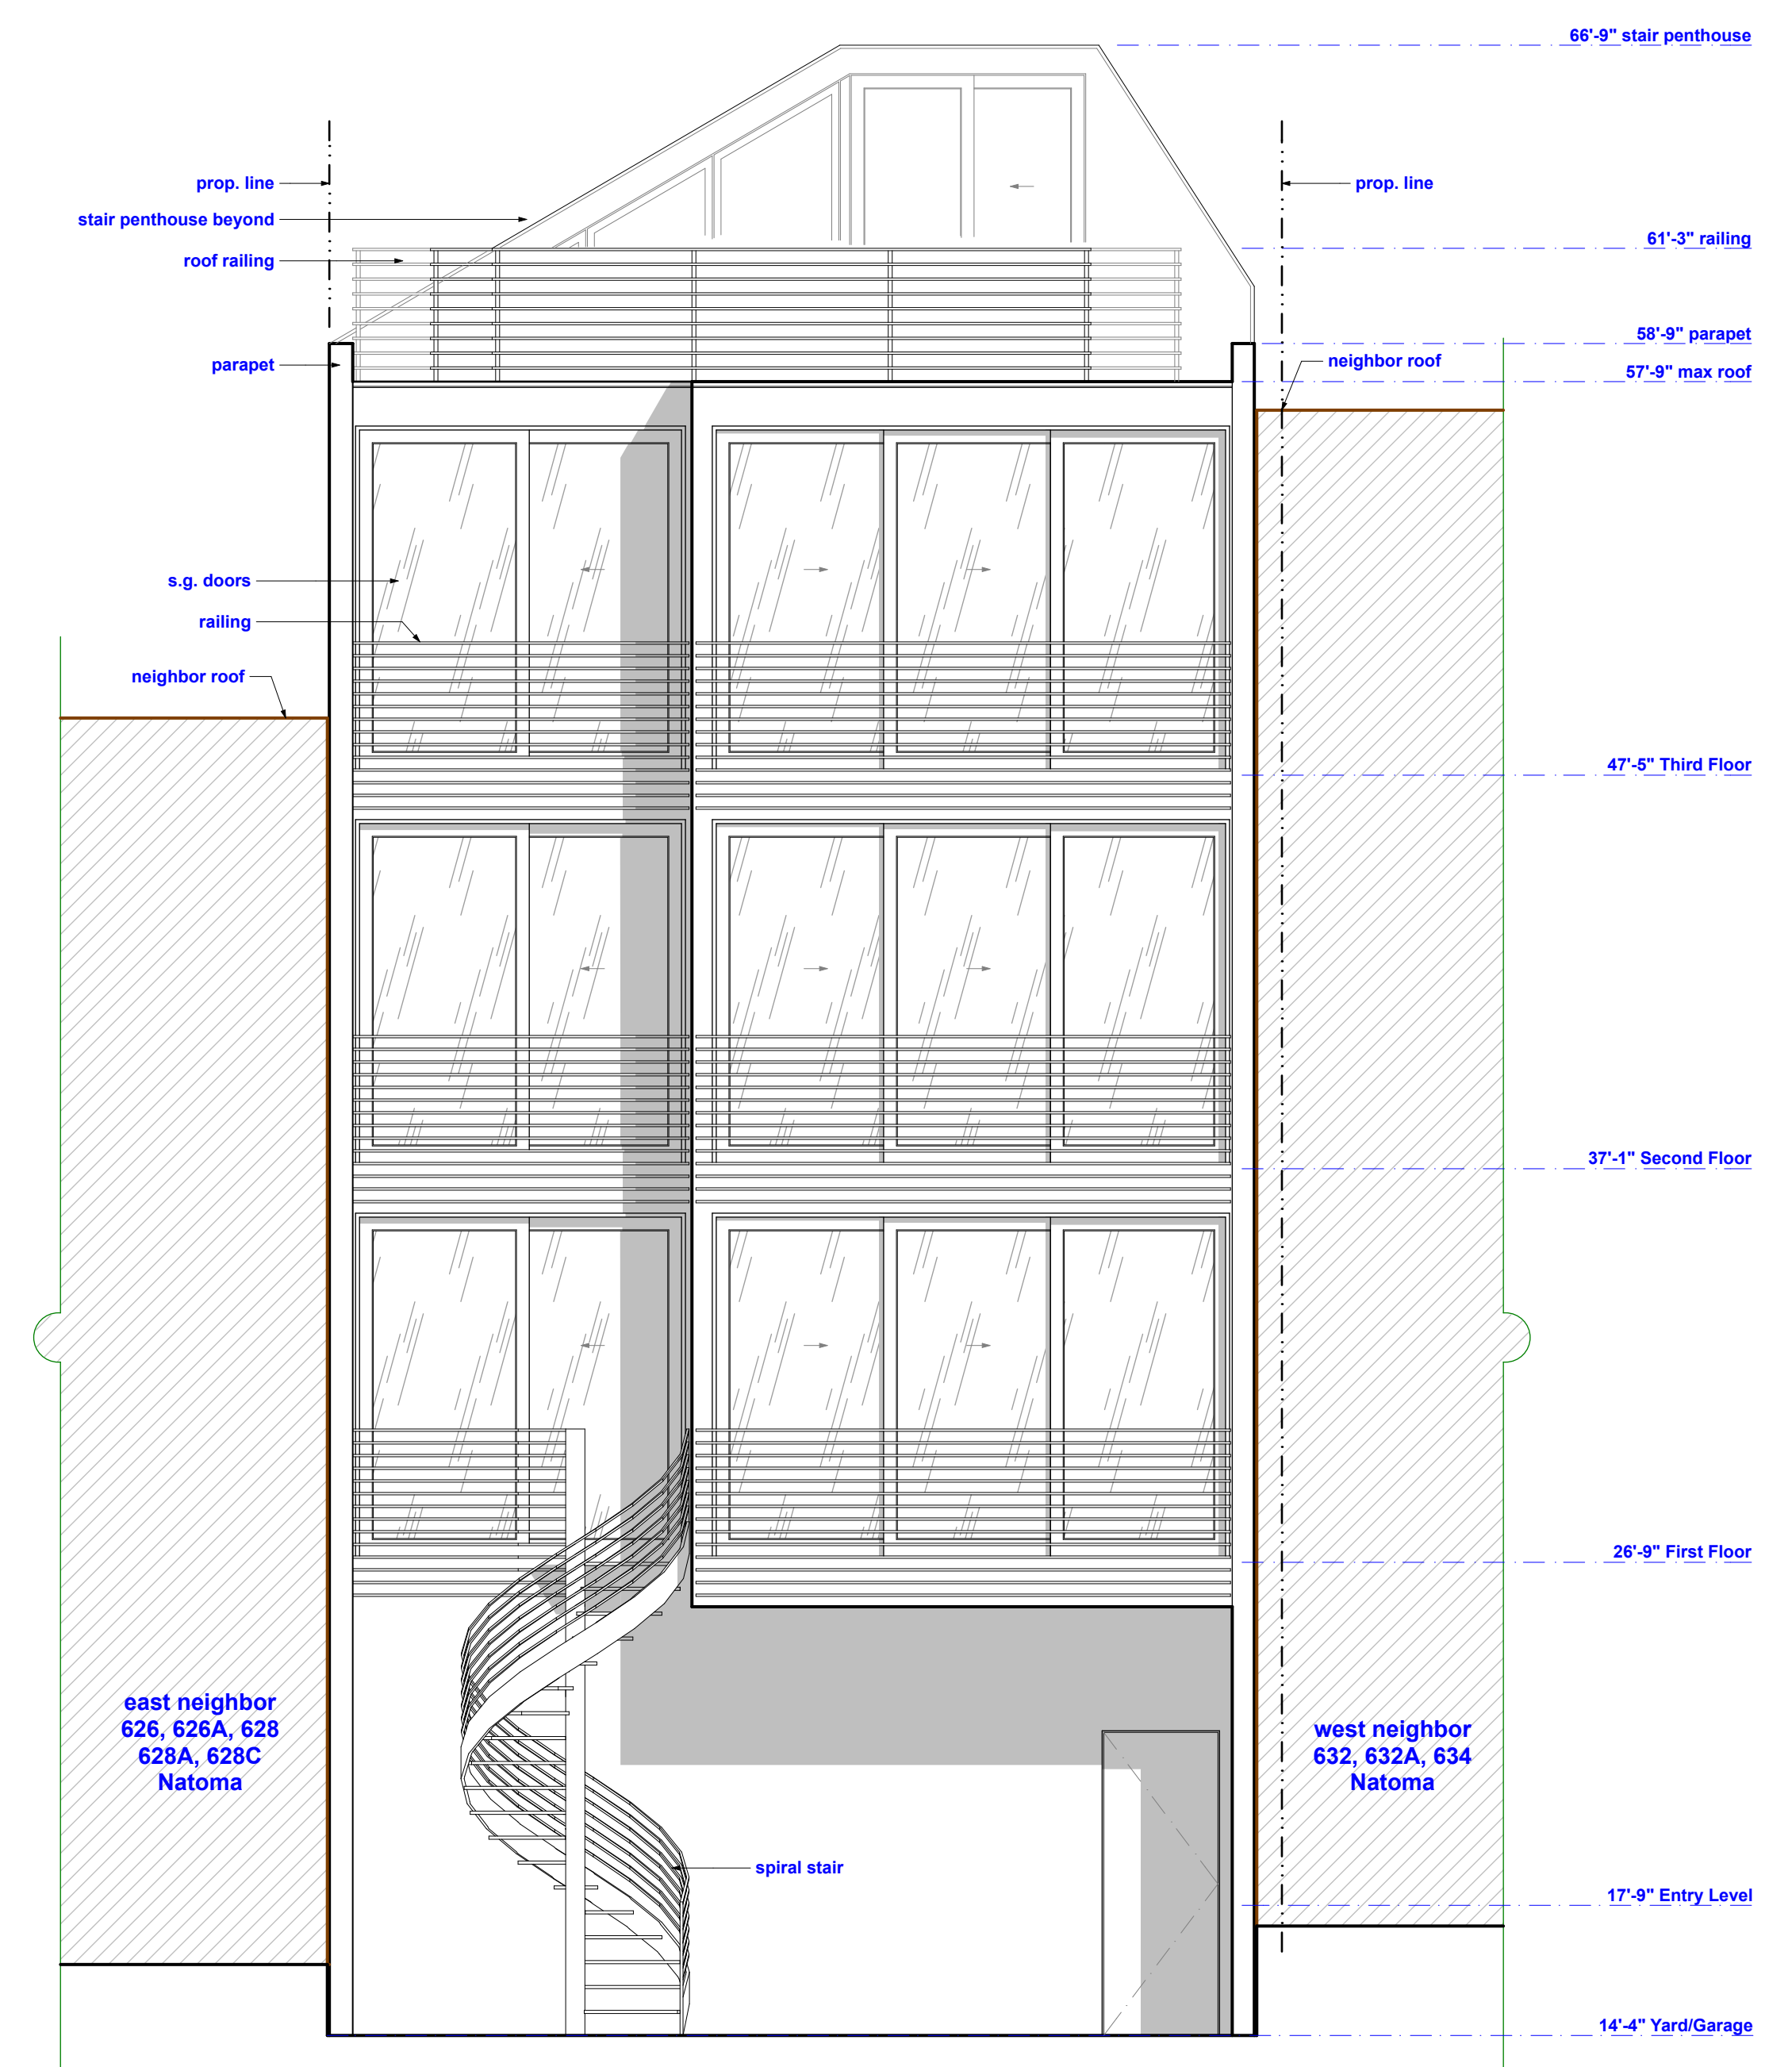 66'-9" stair penthouse
prop. line
prop. line
stair penthouse beyond
61'-3" railing
roof railing
58'-9" parapet
parapet
neighbor roof
57'-9" max roof
s.g. doors
railing
neighbor roof
47'-5" Third Floor
37'-1" Second Floor
26'-9" First Floor
east neighbor
626, 626A, 628
628A, 628C
Natoma
west neighbor
632, 632A, 634
Natoma
spiral stair
17'-9" Entry Level
14'-4" Yard/Garage